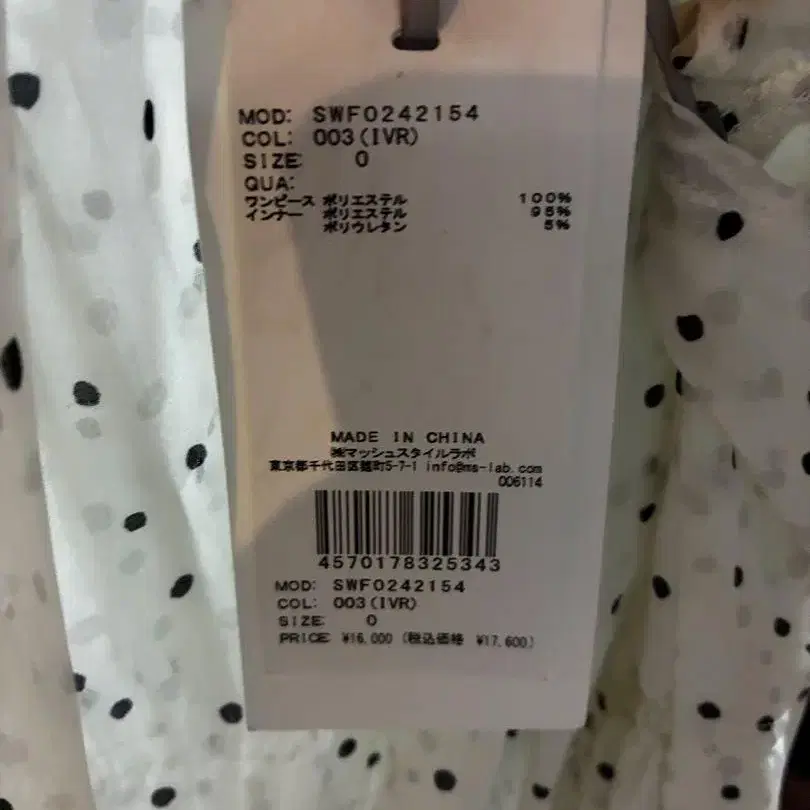 MOD: SWF0242154
COL: 003(IVR)
SIZE: 0
QUA:
ワンピース ポリエステル 100%
インナー ポリエステル 95%
ポリウレタン 5%
MADE IN CHINA
㈱マッシュスタイルラボ
東京都千代田区麹町5-7-1 info@ms-lab.com
006114
4570178325343
MOD: SWF0242154
COL: 003(IVR)
SIZE: 0
PRICE: ¥16,000 (税込価格 ¥17,600)